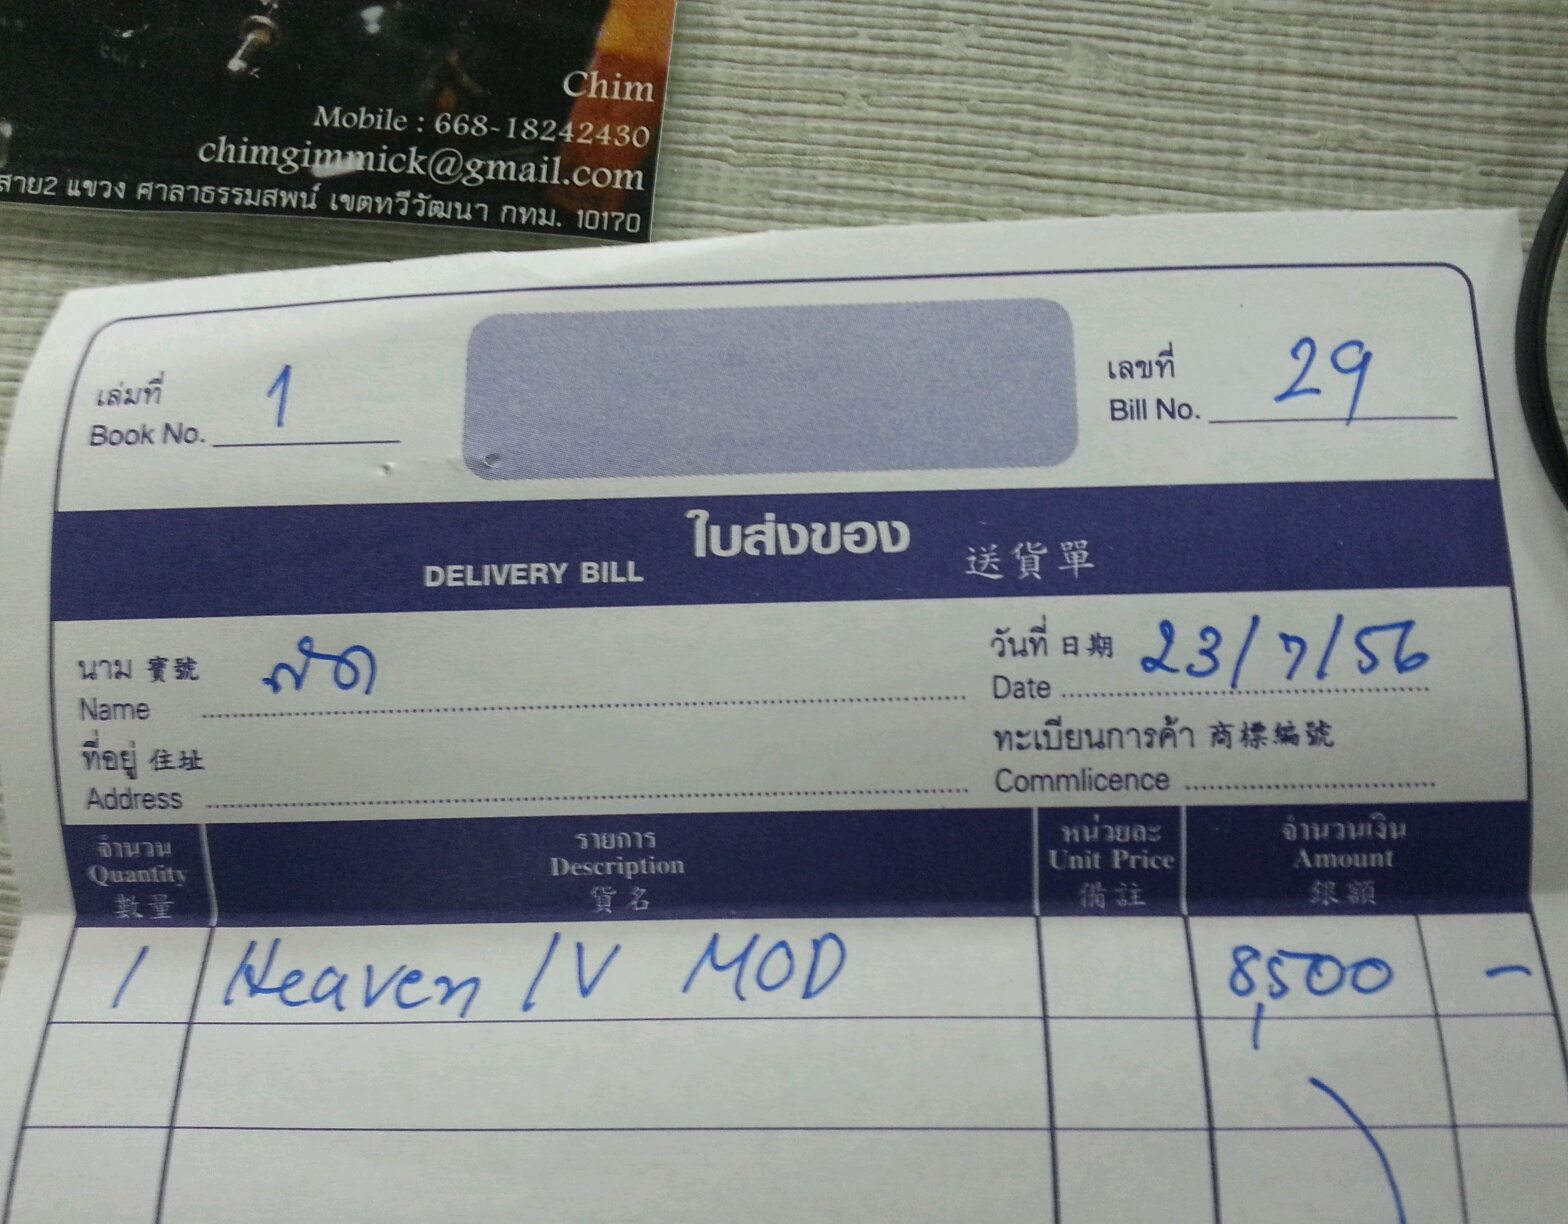 Chim
Mobile : 668-18242430
chimgimmick@gmail.com
สาย2 แขวง ศาลาธรรมสพน์ เขตทวีวัฒนา กทม. 10170
เล่มที่
Book No. 1
เลขที่
Bill No. 29
DELIVERY BILL ใบส่งของ 送貨單
นาม 寶號
Name
วันที่ 日期
Date 23/7/56
ที่อยู่ 住址
Address
ทะเบียนการค้า 商標編號
Commlicence
จำนวน รายการ หน่วยละ จำนวนเงิน
Quantity Description Unit Price Amount
數量 貨名 備註 銀額
1 Heaven IV MOD 8,500 -